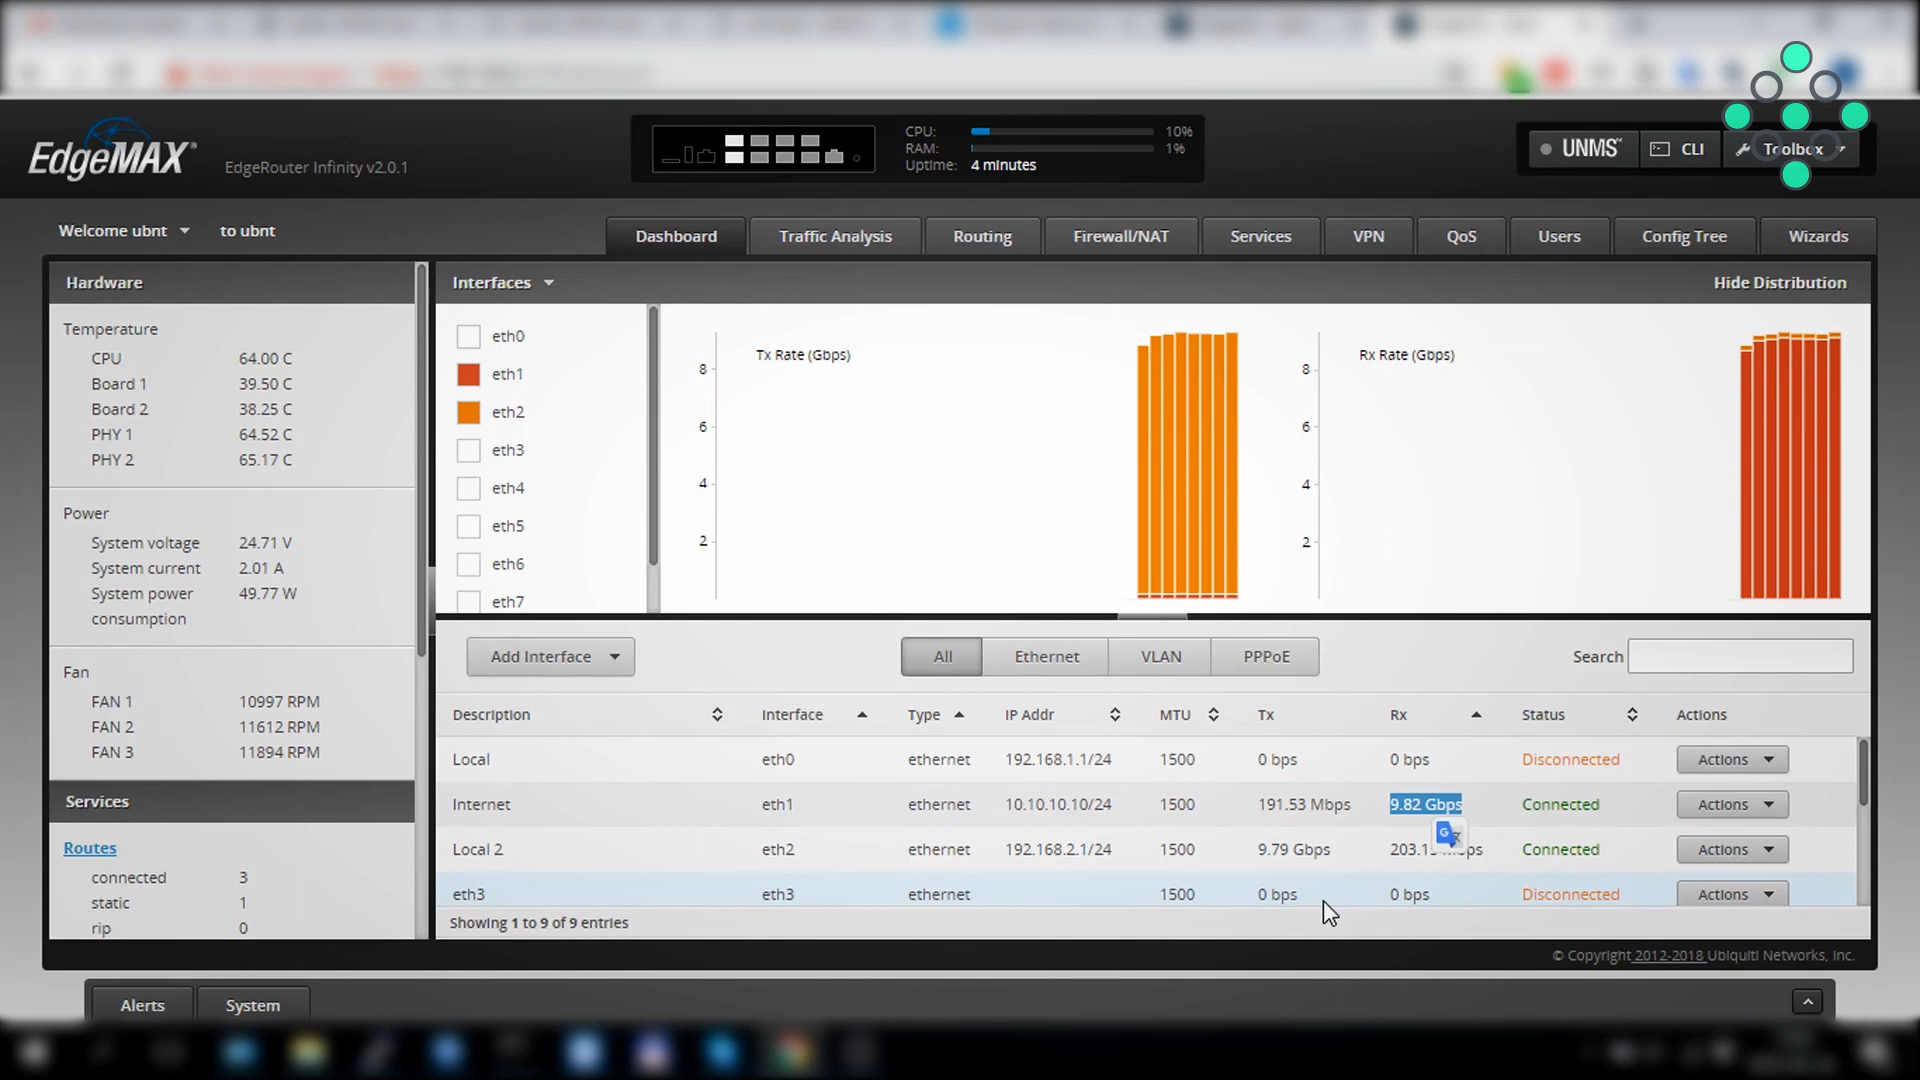 EdgeMAX
EdgeRouter Infinity v2.0.1
CPU: 10%
RAM: 1%
Uptime: 4 minutes
UNMS
CLI
Toolbox
Welcome ubnt to ubnt
Dashboard
Traffic Analysis
Routing
Firewall/NAT
Services
VPN
QoS
Users
Config Tree
Wizards
Hardware
Temperature
CPU 64.00 C
Board 1 39.50 C
Board 2 38.25 C
PHY 1 64.52 C
PHY 2 65.17 C
Power
System voltage 24.71 V
System current 2.01 A
System power 49.77 W
consumption
Fan
FAN 1 10997 RPM
FAN 2 11612 RPM
FAN 3 11894 RPM
Services
Routes
connected 3
static 1
rip 0
Interfaces
Hide Distribution
eth0
eth1
eth2
eth3
eth4
eth5
eth6
eth7
Tx Rate (Gbps)
8
6
4
2
Rx Rate (Gbps)
8
6
4
2
Add Interface
All
Ethernet
VLAN
PPPoE
Search
Description Interface Type IP Addr MTU Tx Rx Status Actions
Local eth0 ethernet 192.168.1.1/24 1500 0 bps 0 bps Disconnected Actions
Internet eth1 ethernet 10.10.10.10/24 1500 191.53 Mbps 9.82 Gbps Connected Actions
Local 2 eth2 ethernet 192.168.2.1/24 1500 9.79 Gbps Connected Actions
eth3 eth3 ethernet 1500 0 bps 0 bps Disconnected Actions
Showing 1 to 9 of 9 entries
© Copyright 2012-2018 Ubiquiti Networks, Inc.
Alerts
System